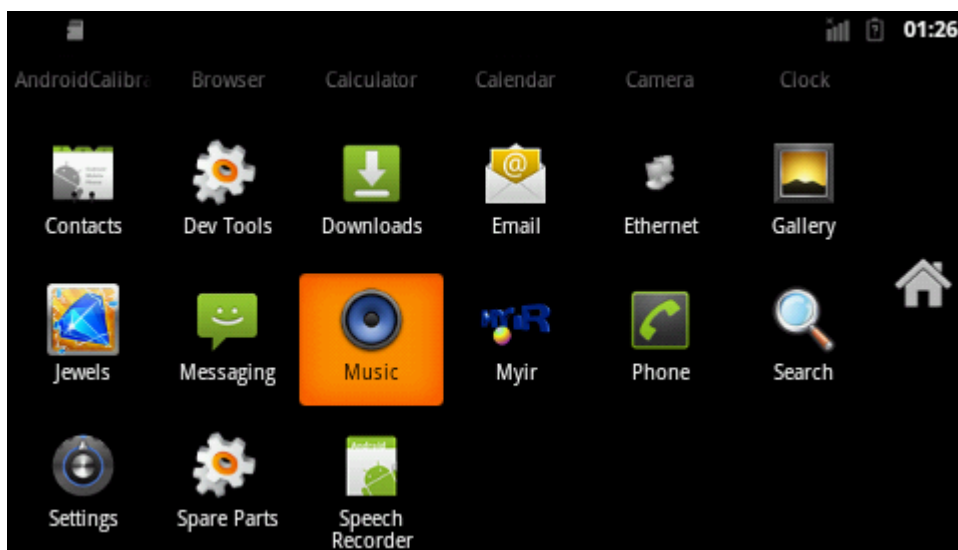 01:26
AndroidCalibra
Browser
Calculator
Calendar
Camera
Clock
Contacts
Dev Tools
Downloads
Email
Ethernet
Gallery
Jewels
Messaging
Music
Myir
Phone
Search
Settings
Spare Parts
Speech
Recorder